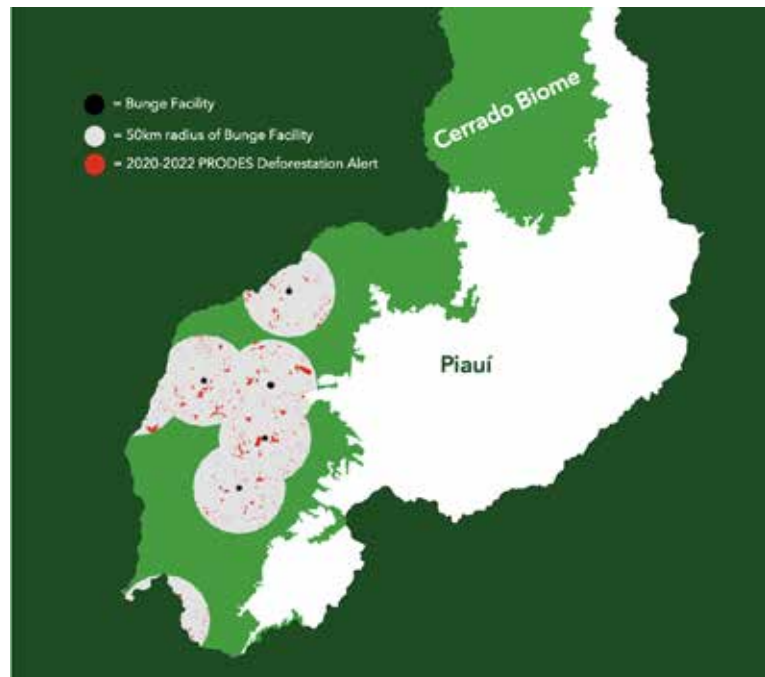 = Bunge Facility
= 50km radius of Bunge Facility
= 2020-2022 PRODES Deforestation Alert
Cerrado Biome
Piauí